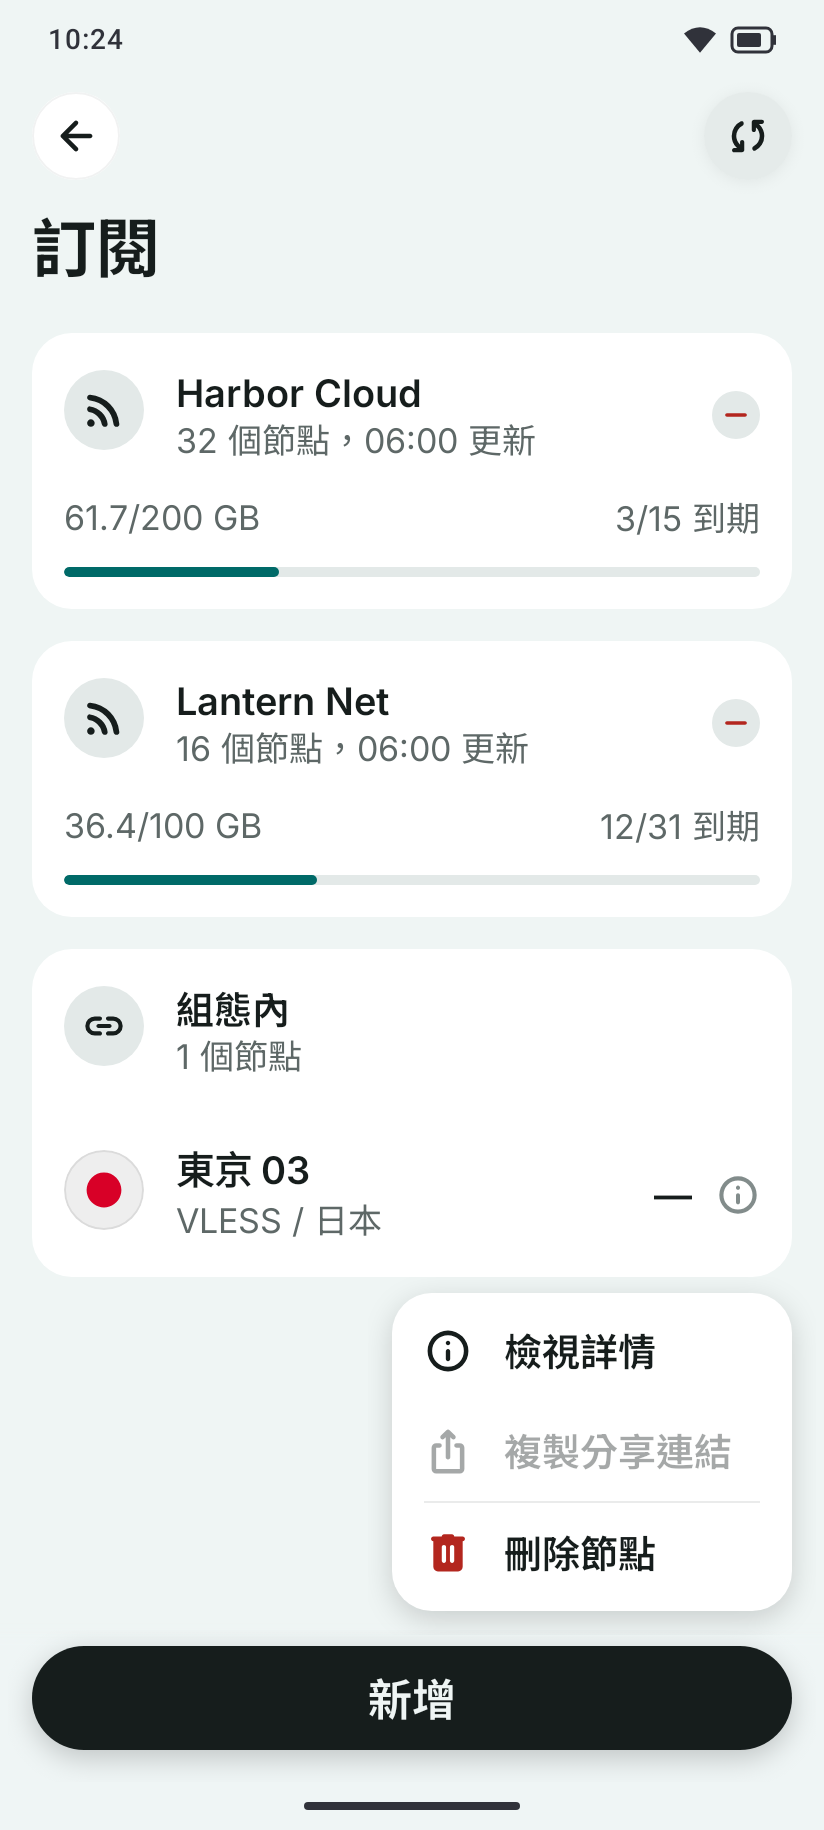 10:24
訂閱
Harbor Cloud
32 個節點，06:00 更新
61.7/200 GB
3/15 到期
Lantern Net
16 個節點，06:00 更新
36.4/100 GB
12/31 到期
組態內
1 個節點
東京 03
VLESS / 日本
檢視詳情
複製分享連結
刪除節點
新增